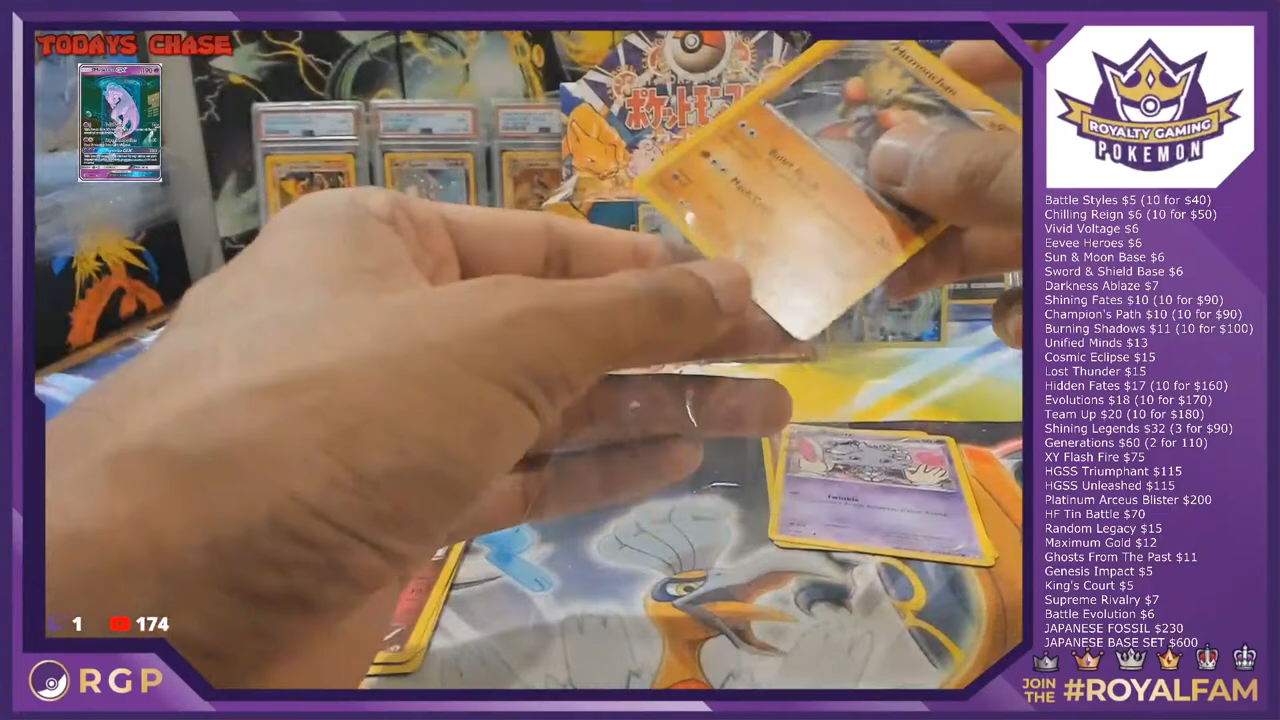 TODAYS CHASE
GX 190
ポケットモンス
Hitmonchan
Twinkle
1 174
RGP
ROYALTY GAMING
POKEMON
Battle Styles $5 (10 for $40)
Chilling Reign $6 (10 for $50)
Vivid Voltage $6
Eevee Heroes $6
Sun & Moon Base $6
Sword & Shield Base $6
Darkness Ablaze $7
Shining Fates $10 (10 for $90)
Champion's Path $10 (10 for $90)
Burning Shadows $11 (10 for $100)
Unified Minds $13
Cosmic Eclipse $15
Lost Thunder $15
Hidden Fates $17 (10 for $160)
Evolutions $18 (10 for $170)
Team Up $20 (10 for $180)
Shining Legends $32 (3 for $90)
Generations $60 (2 for 110)
XY Flash Fire $75
HGSS Triumphant $115
HGSS Unleashed $115
Platinum Arceus Blister $200
HF Tin Battle $70
Random Legacy $15
Maximum Gold $12
Ghosts From The Past $11
Genesis Impact $5
King's Court $5
Supreme Rivalry $7
Battle Evolution $6
JAPANESE FOSSIL $230
JAPANESE BASE SET $600
JOIN
THE #ROYALFAM